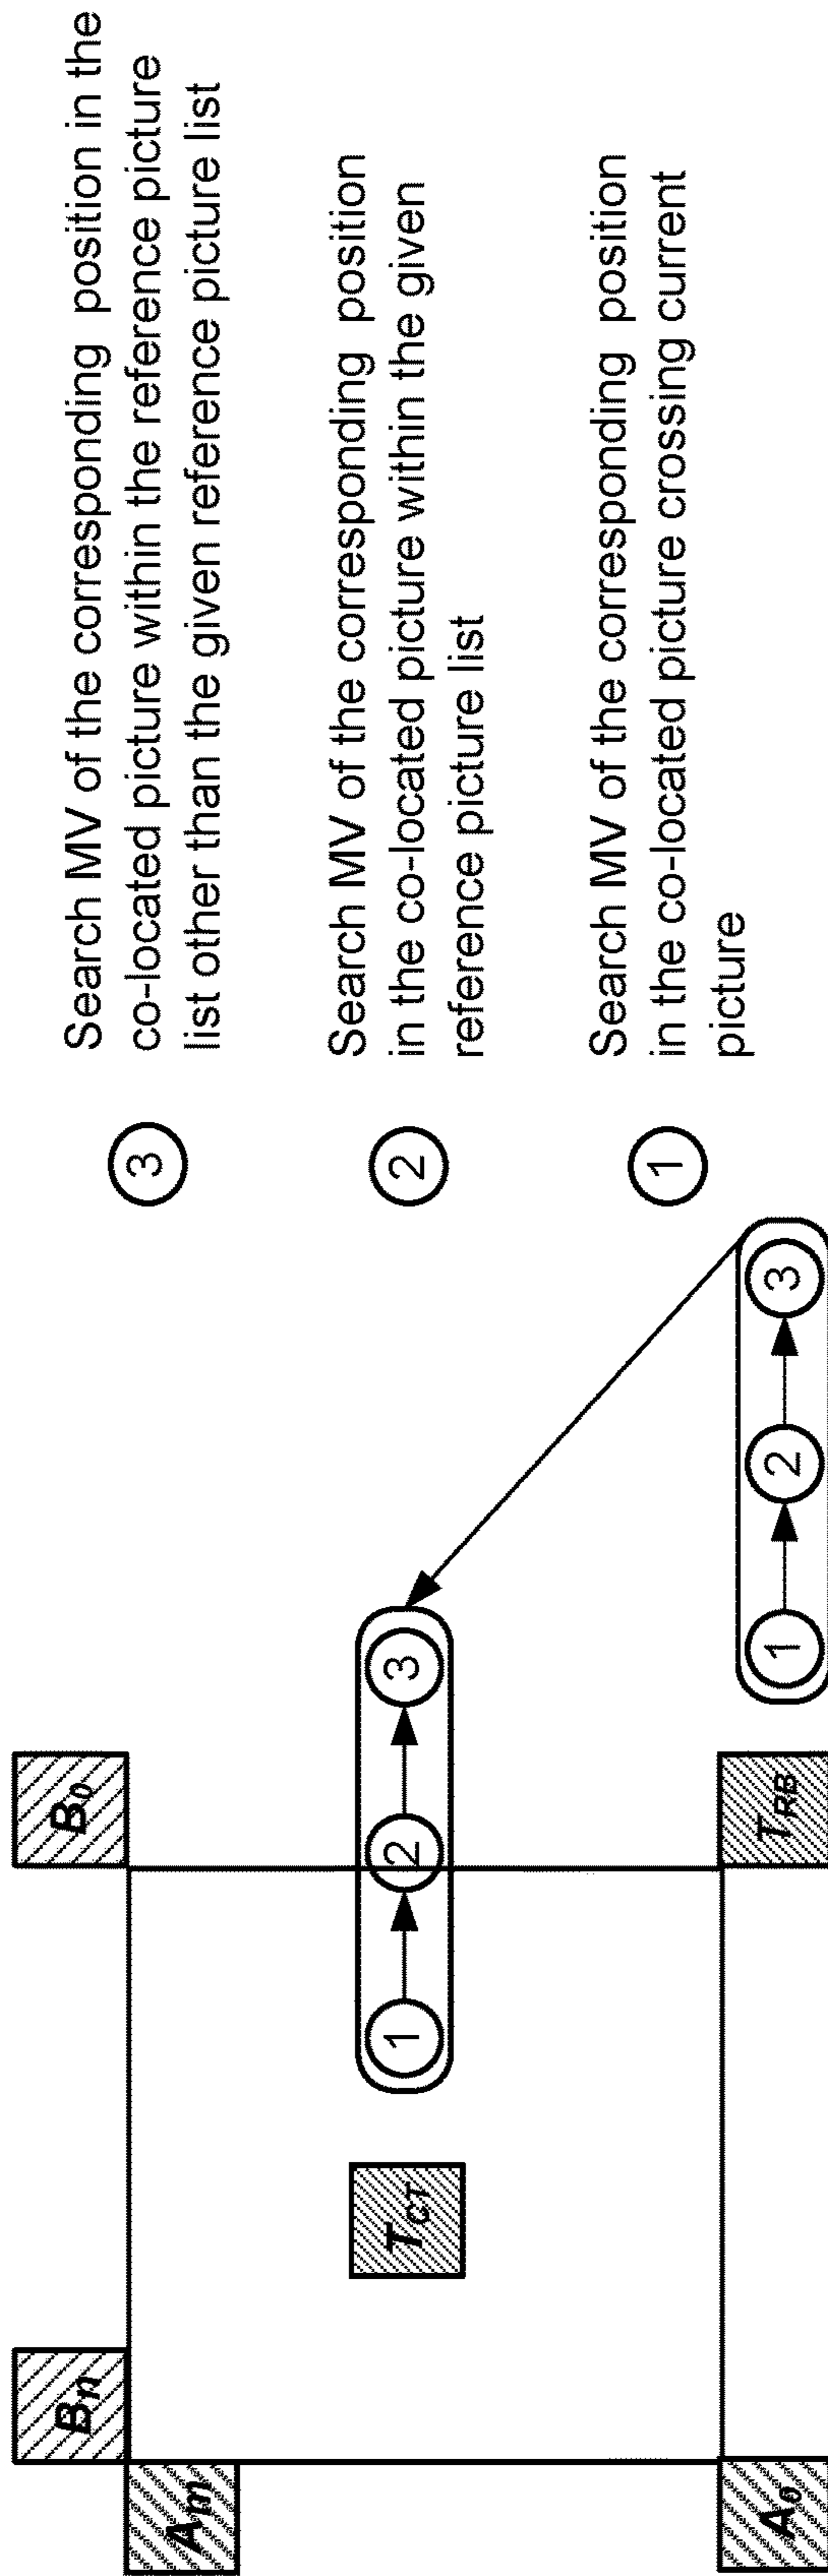 Bn
B0
Am
TCT
1
2
3
A0
TRB
1
2
3
3
Search MV of the corresponding position in the
co-located picture within the reference picture
list other than the given reference picture list
2
Search MV of the corresponding position
in the co-located picture within the given
reference picture list
1
Search MV of the corresponding position
in the co-located picture crossing current
picture